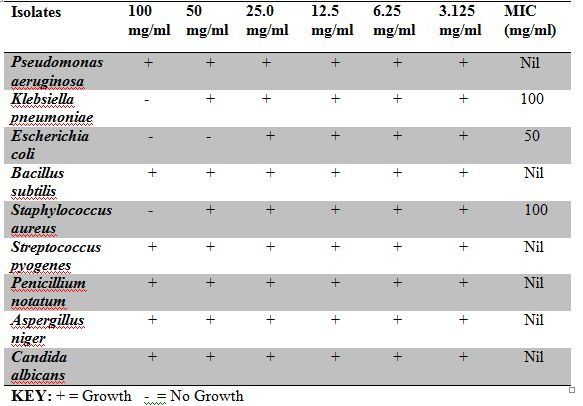 Isolates 100 50 25.0 12.5 6.25 3.125 MIC
mg/ml mg/ml mg/ml mg/ml mg/ml mg/ml (mg/ml)
Pseudomonas + + + + + + Nil
aeruginosa
Klebsiella - + + + + + 100
pneumoniae
Escherichia - - + + + + 50
coli
Bacillus + + + + + + Nil
subtilis
Staphylococcus - + + + + + 100
aureus
Streptococcus + + + + + + Nil
pyogenes
Penicillium + + + + + + Nil
notatum
Aspergillus + + + + + + Nil
niger
Candida + + + + + + Nil
albicans
KEY: + = Growth - = No Growth